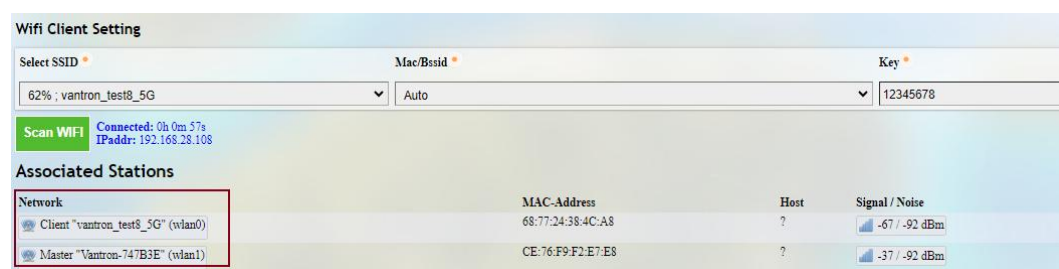 Wifi Client Setting
Select SSID * Mac/Bssid * Key *
62% ; vantron_test8_5G Auto 12345678
Scan WIFI Connected: 0h 0m 57s
IPaddr: 192.168.28.108
Associated Stations
Network MAC-Address Host Signal / Noise
Client "vantron_test8_5G" (wlan0) 68:77:24:38:4C:A8 ? -67 / -92 dBm
Master "Vantron-747B3E" (wlan1) CE:76:F9:F2:E7:E8 ? -37 / -92 dBm